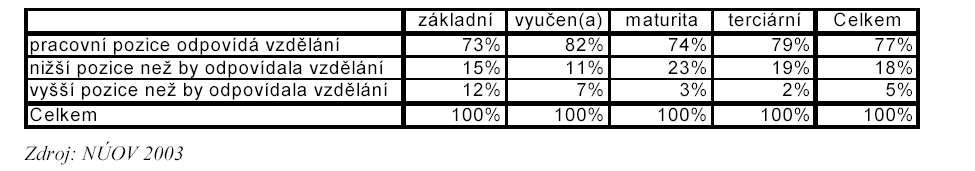 základní vyučen(a) maturita terciární Celkem
pracovní pozice odpovídá vzdělání 73% 82% 74% 79% 77%
nižší pozice než by odpovídala vzdělání 15% 11% 23% 19% 18%
vyšší pozice než by odpovídala vzdělání 12% 7% 3% 2% 5%
Celkem 100% 100% 100% 100% 100%
Zdroj: NÚOV 2003